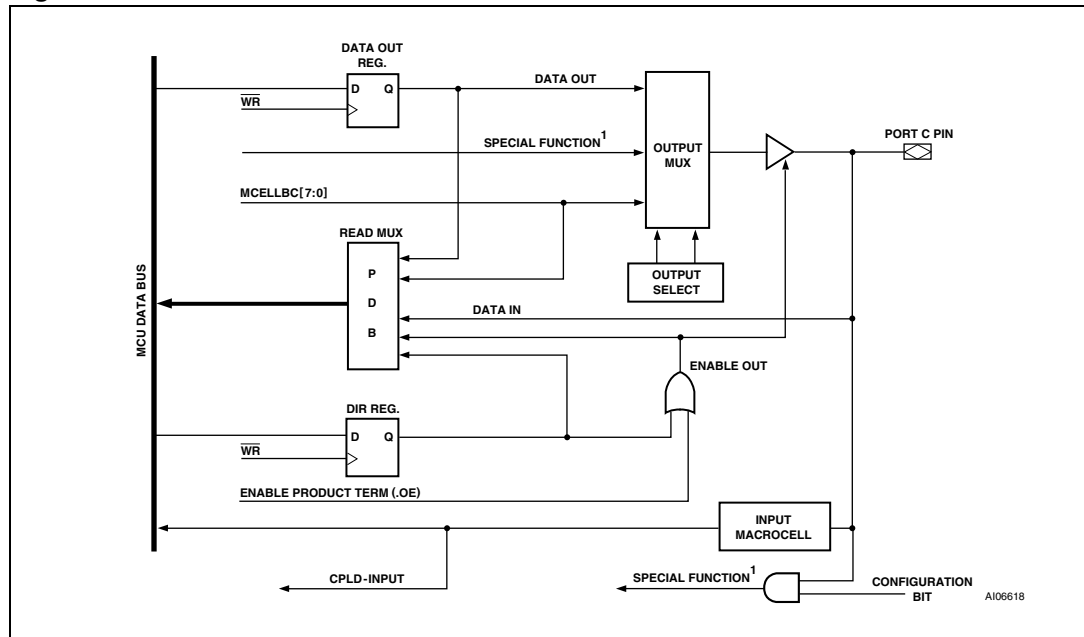 DATA OUT
REG.
D Q
WR
DATA OUT
SPECIAL FUNCTION1
OUTPUT
MUX
PORT C PIN
MCELLBC[7:0]
READ MUX
P
D
B
OUTPUT
SELECT
MCU DATA BUS
DATA IN
ENABLE OUT
DIR REG.
D Q
WR
ENABLE PRODUCT TERM (.OE)
INPUT
MACROCELL
CPLD-INPUT
SPECIAL FUNCTION1
CONFIGURATION
BIT
AI06618